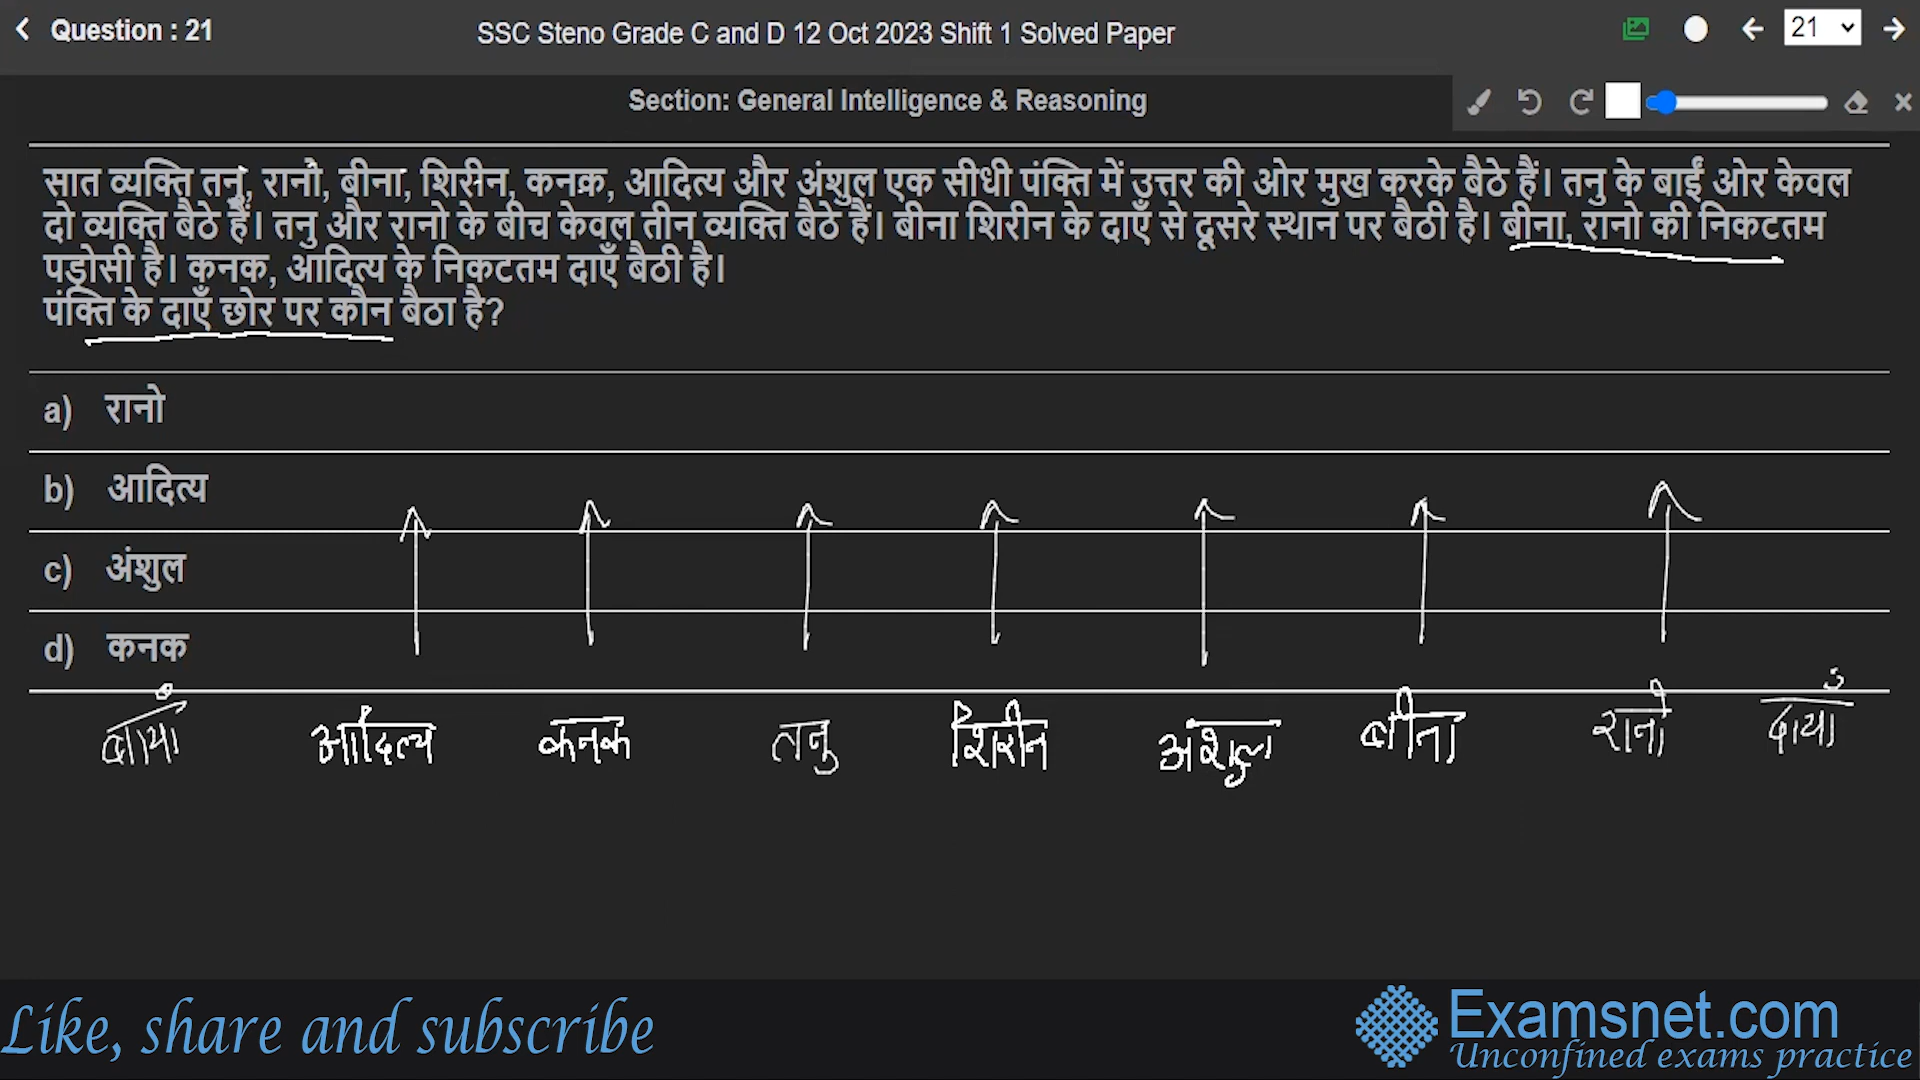 Question : 21
SSC Steno Grade C and D 12 Oct 2023 Shift 1 Solved Paper
21
Section: General Intelligence & Reasoning
सात व्यक्ति तनु, रानो, बीना, शिरीन, कनक, आदित्य और अंशुल एक सीधी पंक्ति में उत्तर की ओर मुख करके बैठे हैं। तनु के बाईं ओर केवल
दो व्यक्ति बैठे हैं। तनु और रानो के बीच केवल तीन व्यक्ति बैठे हैं। बीना शिरीन के दाएँ से दूसरे स्थान पर बैठी है। बीना, रानो की निकटतम
पड़ोसी है। कनक, आदित्य के निकटतम दाएँ बैठी है।
पंक्ति के दाएँ छोर पर कौन बैठा है?
a) रानो
b) आदित्य
c) अंशुल
d) कनक
बायां आदित्य कनक तनु शिरीन अंशुल बीना रानो दायां
Like, share and subscribe
Examsnet.com
Unconfined exams practice